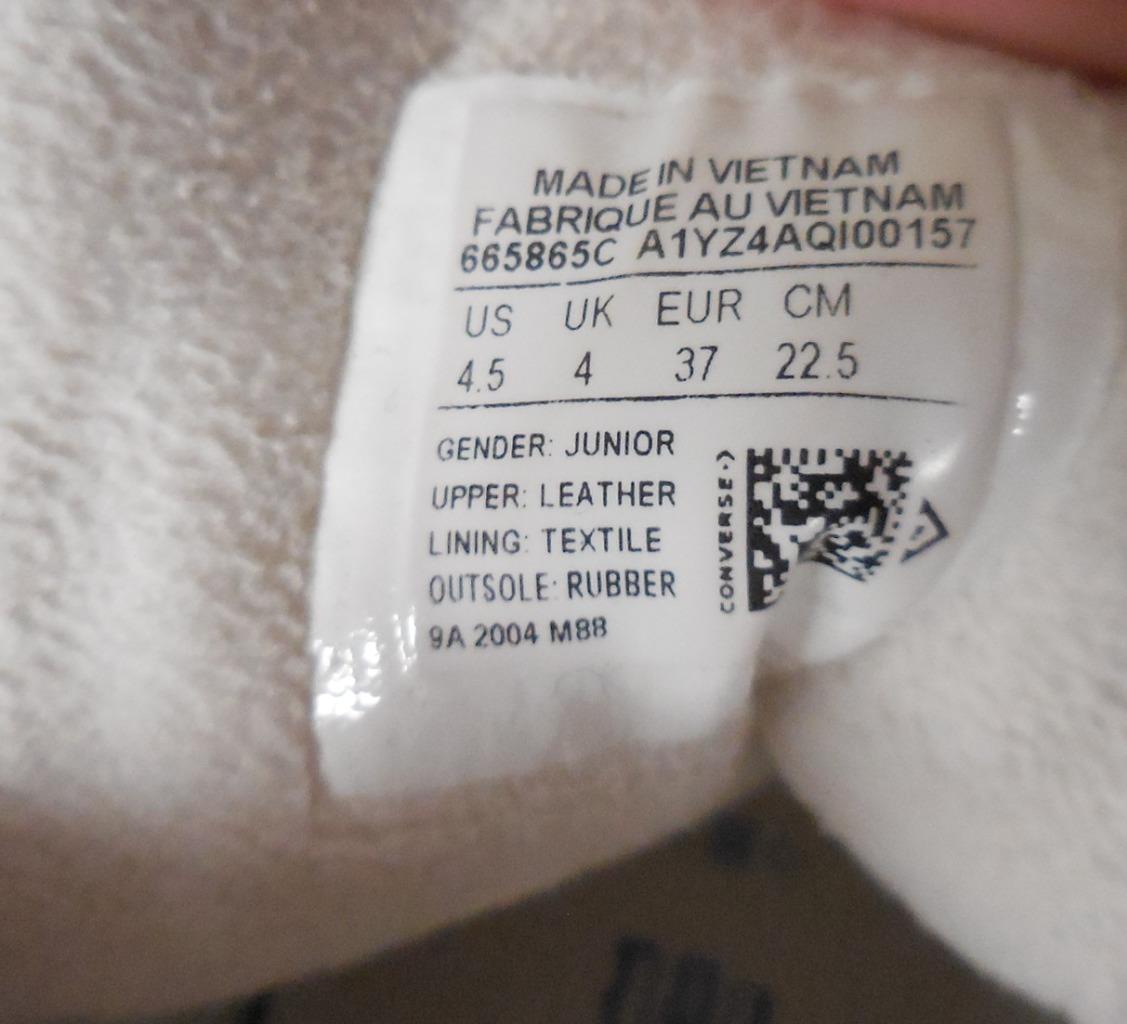 MADE IN VIETNAM
FABRIQUE AU VIETNAM
665865C A1YZ4AQI00157
US UK EUR CM
4.5 4 37 22.5
GENDER: JUNIOR
UPPER: LEATHER
LINING: TEXTILE
OUTSOLE: RUBBER
9A 2004 M88
CONVERSE